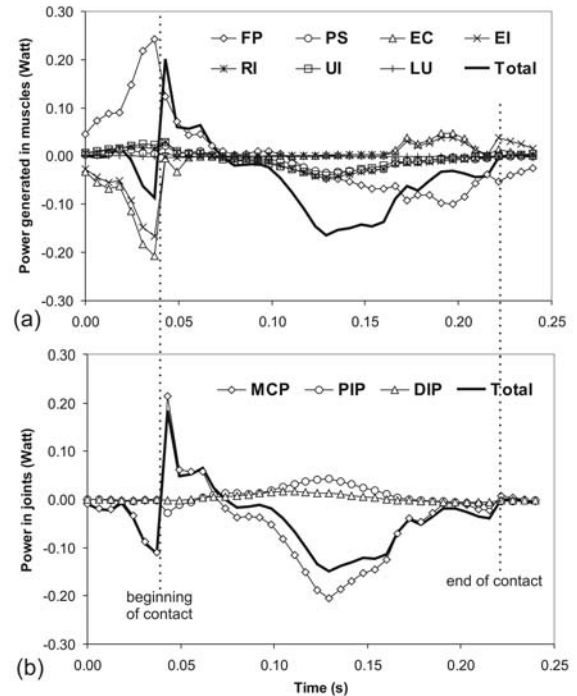 0.30
FP PS EC EI
RI UI LU Total
0.20
0.10
0.00
-0.10
-0.20
-0.30
Power generated in muscles (Watt)
(a)
0.00 0.05 0.10 0.15 0.20 0.25
0.30
MCP PIP DIP Total
0.20
0.10
0.00
-0.10
-0.20
-0.30
Power in joints (Watt)
beginning
of contact
end of contact
(b)
0.00 0.05 0.10 0.15 0.20 0.25
Time (s)